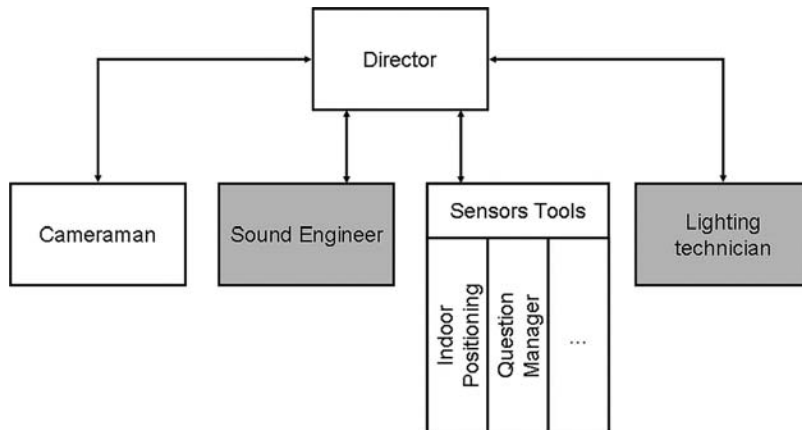 Director
Cameraman
Sound Engineer
Sensors Tools
Lighting
technician
Indoor
Positioning
Question
Manager
...